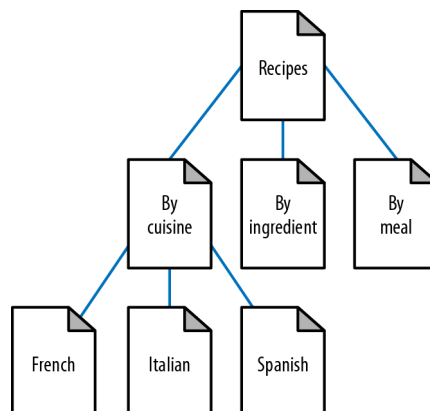 Recipes
By
cuisine
By
ingredient
By
meal
French
Italian
Spanish